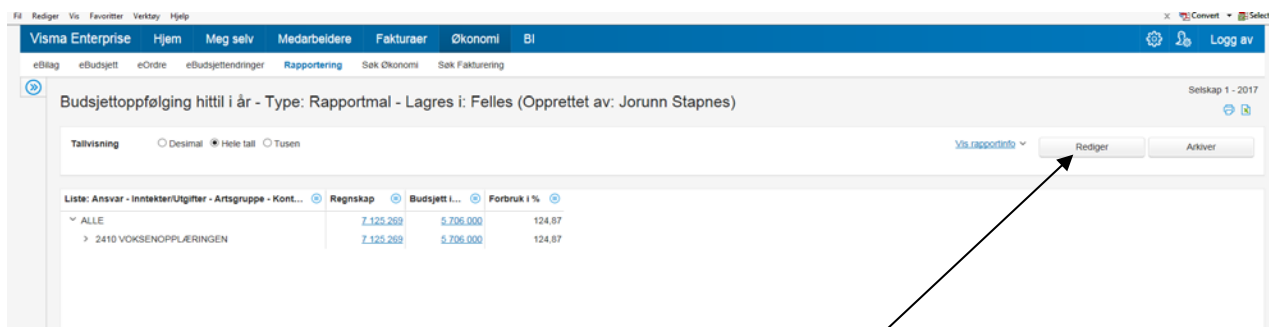 Fil Rediger Vis Favoritter Verktøy Hjelp x Convert Select
Visma Enterprise Hjem Meg selv Medarbeidere Fakturaer Økonomi BI Logg av
eBilag eBudsjett eOrdre eBudsjettendringer Rapportering Søk Økonomi Søk Fakturering
Selskap 1 - 2017
Budsjettoppfølging hittil i år - Type: Rapportmal - Lagres i: Felles (Opprettet av: Jorunn Stapnes)
Tallvisning Desimal Hele tall Tusen Vis rapportinfo Rediger Arkiver
Liste: Ansvar - Inntekter/Utgifter - Artsgruppe - Kont... Regnskap Budsjett i... Forbruk i %
ALLE 7 125 269 5 706 000 124,87
2410 VOKSENOPPLÆRINGEN 7 125 269 5 706 000 124,87